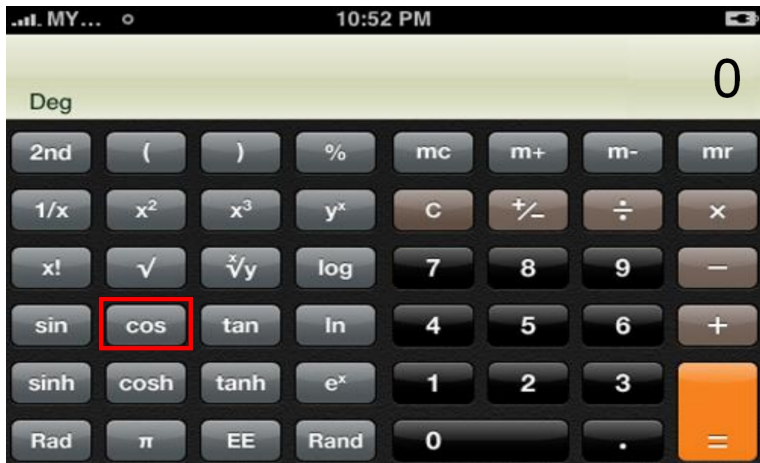 MY... 10:52 PM
0
Deg
2nd ( ) % mc m+ m- mr
1/x x² x³ yˣ C +/− ÷ ×
x! √ ˣ√y log 7 8 9 −
sin cos tan ln 4 5 6 +
sinh cosh tanh eˣ 1 2 3
Rad π EE Rand 0 . =